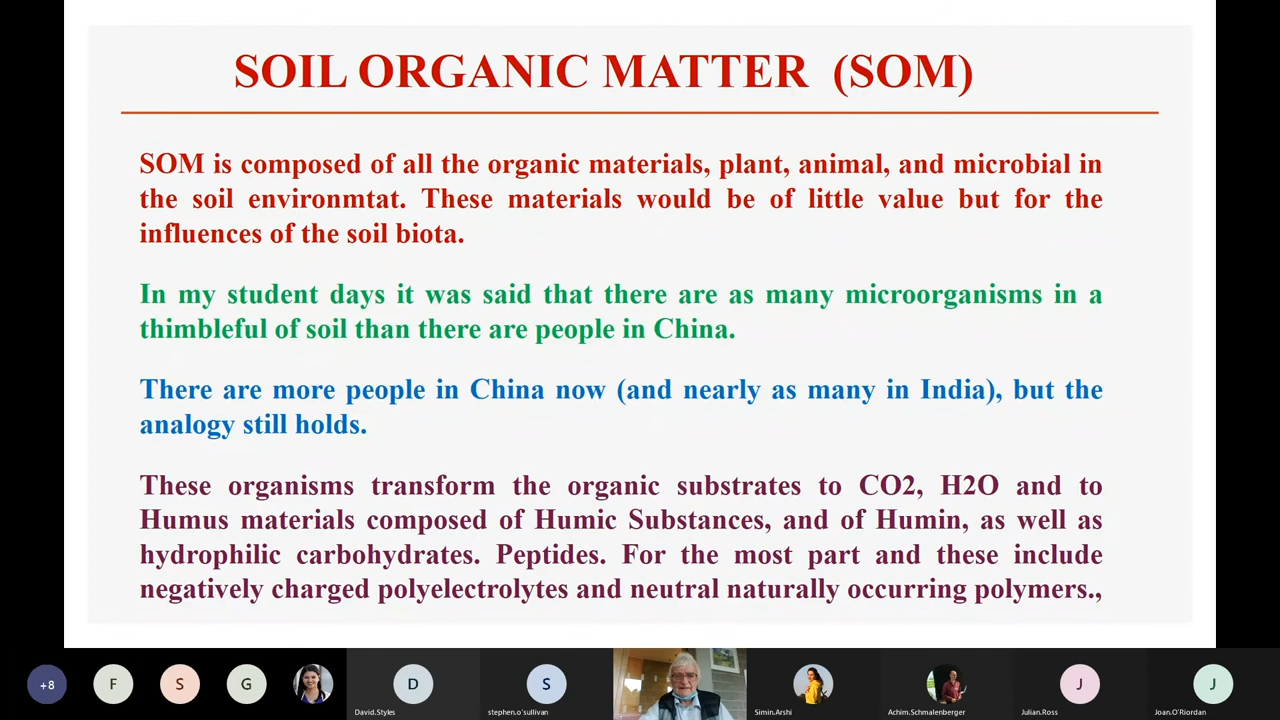 SOIL ORGANIC MATTER (SOM)
SOM is composed of all the organic materials, plant, animal, and microbial in
the soil environmtat. These materials would be of little value but for the
influences of the soil biota.
In my student days it was said that there are as many microorganisms in a
thimbleful of soil than there are people in China.
There are more people in China now (and nearly as many in India), but the
analogy still holds.
These organisms transform the organic substrates to CO2, H2O and to
Humus materials composed of Humic Substances, and of Humin, as well as
hydrophilic carbohydrates. Peptides. For the most part and these include
negatively charged polyelectrolytes and neutral naturally occurring polymers.,
+8 F S G D S J J
David.Styles stephen.o'sullivan Simin.Arshi Achim.Schmalenberger Julian.Ross Joan.O'Riordan